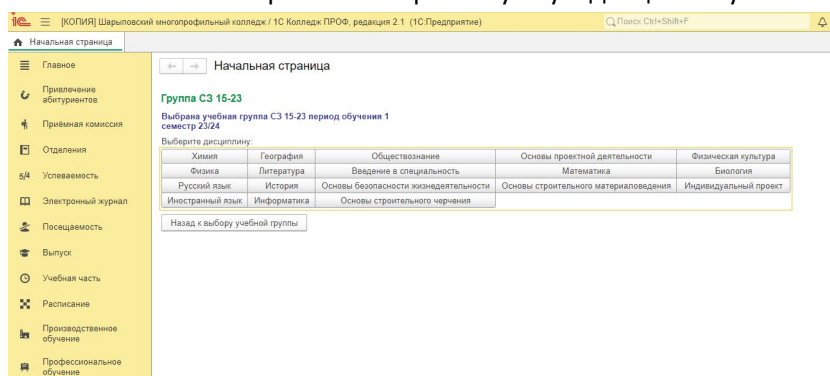 [КОПИЯ] Шарыповский многопрофильный колледж / 1С Колледж ПРОФ, редакция 2.1 (1С:Предприятие)
Поиск Ctrl+Shift+F
Начальная страница
Главное
Начальная страница
Привлечение
абитуриентов
Группа СЗ 15-23
Приёмная комиссия
Выбрана учебная группа СЗ 15-23 период обучения 1
семестр 23/24
Выберите дисциплину:
Отделения
Химия География Обществознание Основы проектной деятельности Физическая культура
Физика Литература Введение в специальность Математика Биология
5/4 Успеваемость
Русский язык История Основы безопасности жизнедеятельности Основы строительного материаловедения Индивидуальный проект
Иностранный язык Информатика Основы строительного черчения
Электронный журнал
Назад к выбору учебной группы
Посещаемость
Выпуск
Учебная часть
Расписание
Производственное
обучение
Профессиональное
обучение